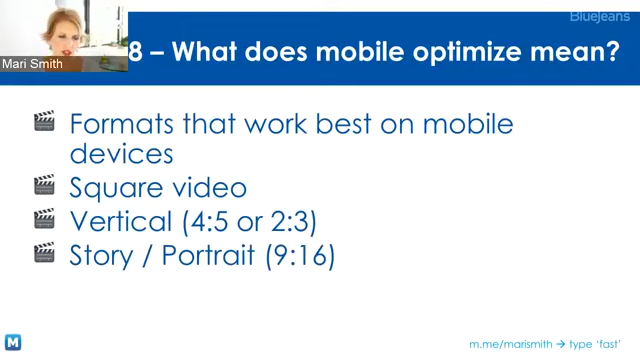 BlueJeans
Mari Smith
8 – What does mobile optimize mean?
Formats that work best on mobile
devices
Square video
Vertical (4:5 or 2:3)
Story / Portrait (9:16)
M
m.me/marismith → type ‘fast’